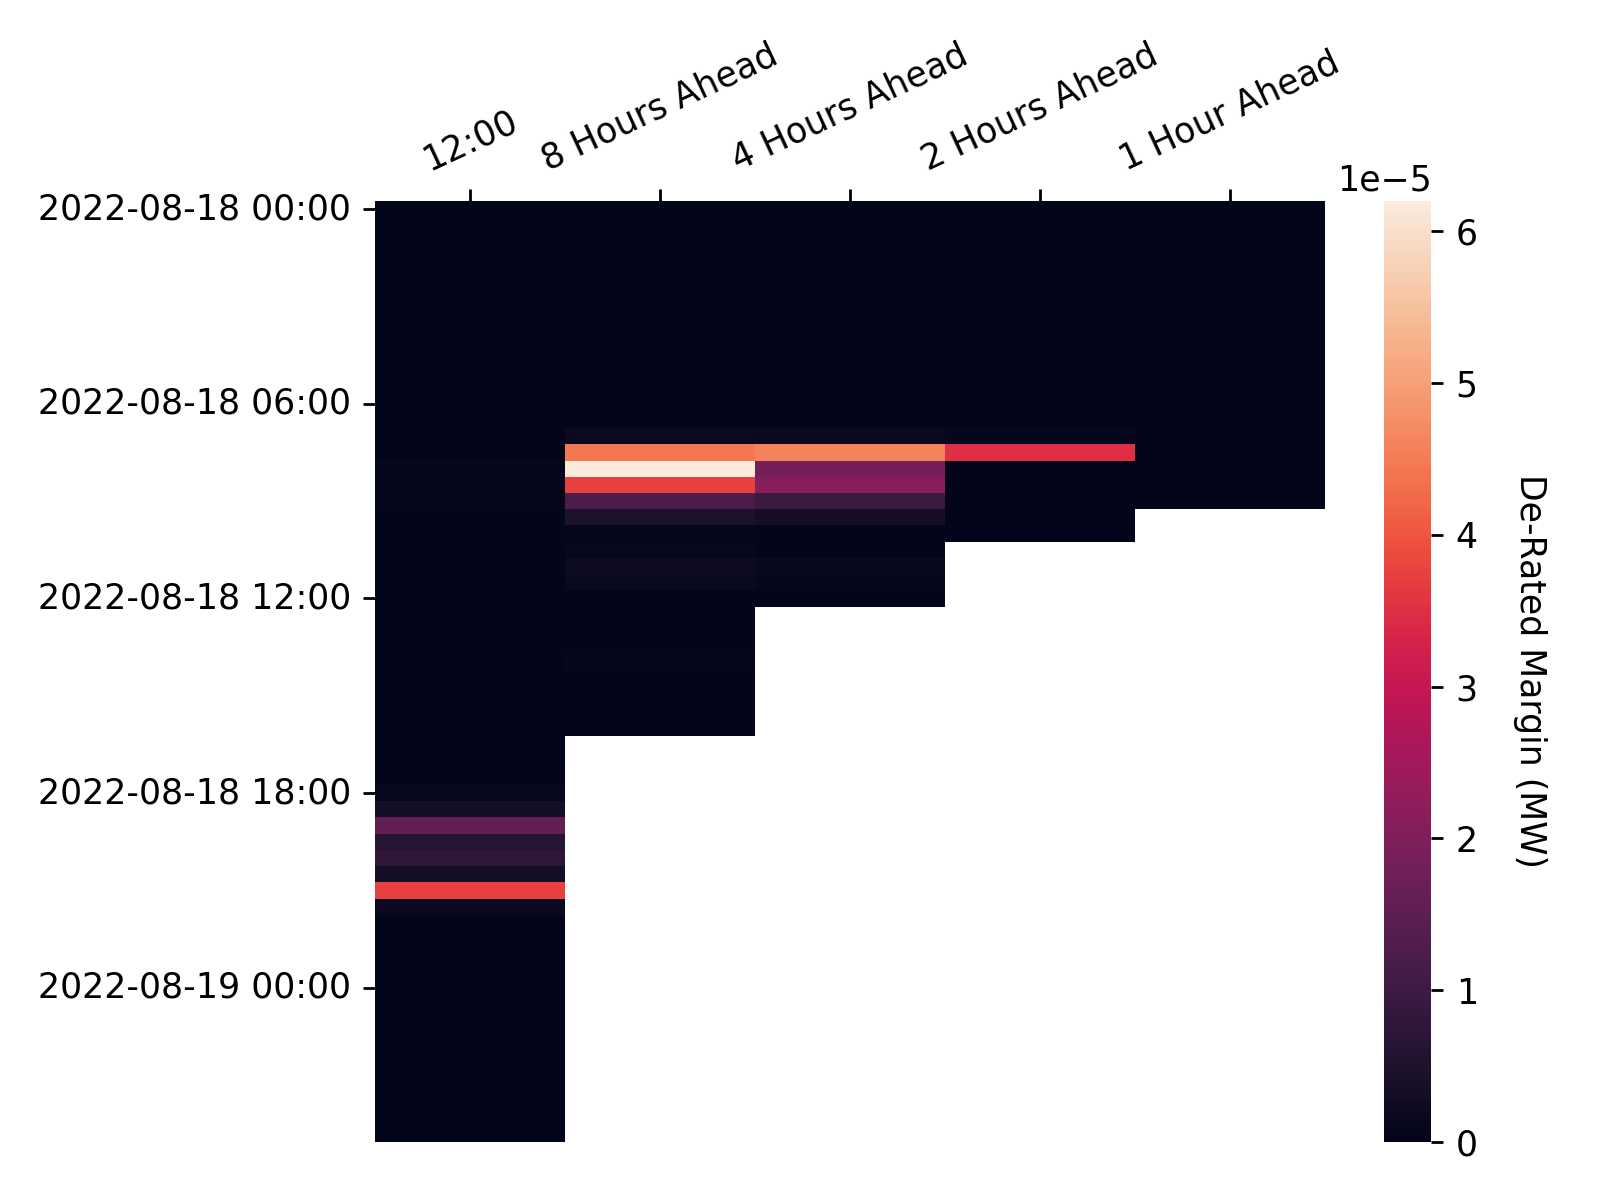 12:00
8 Hours Ahead
4 Hours Ahead
2 Hours Ahead
1 Hour Ahead
2022-08-18 00:00
2022-08-18 06:00
2022-08-18 12:00
2022-08-18 18:00
2022-08-19 00:00
1e−5
6
5
4
3
2
1
0
De-Rated Margin (MW)